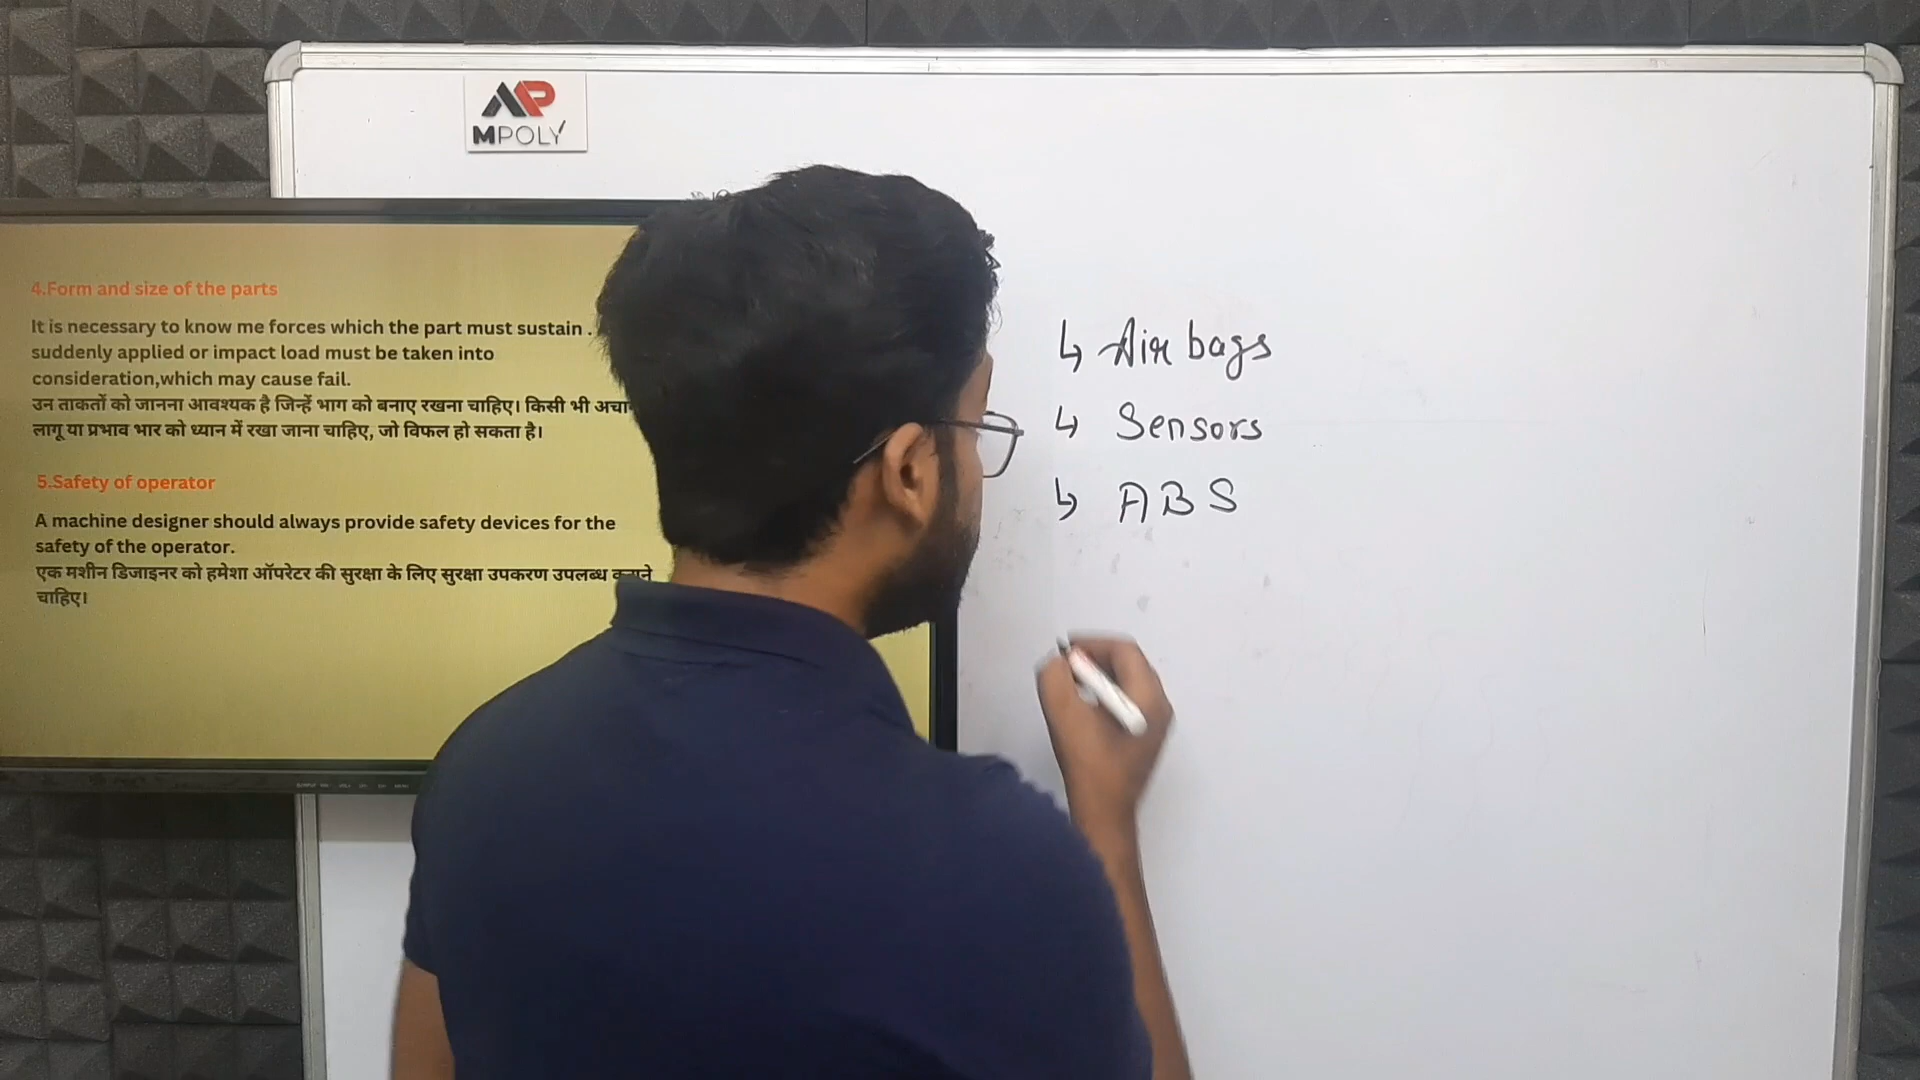 MPOLY
4.Form and size of the parts
It is necessary to know me forces which the part must sustain .
suddenly applied or impact load must be taken into
consideration,which may cause fail.
उन ताकतों को जानना आवश्यक है जिन्हें भाग को बनाए रखना चाहिए। किसी भी
लागू या प्रभाव भार को ध्यान में रखा जाना चाहिए, जो विफल हो सकता है।
5.Safety of operator
A machine designer should always provide safety devices for the
safety of the operator.
एक मशीन डिजाइनर को हमेशा ऑपरेटर की सुरक्षा के लिए सुरक्षा उपकरण उपलब्ध
चाहिए।
↳ Air bags
↳ Sensors
↳ ABS